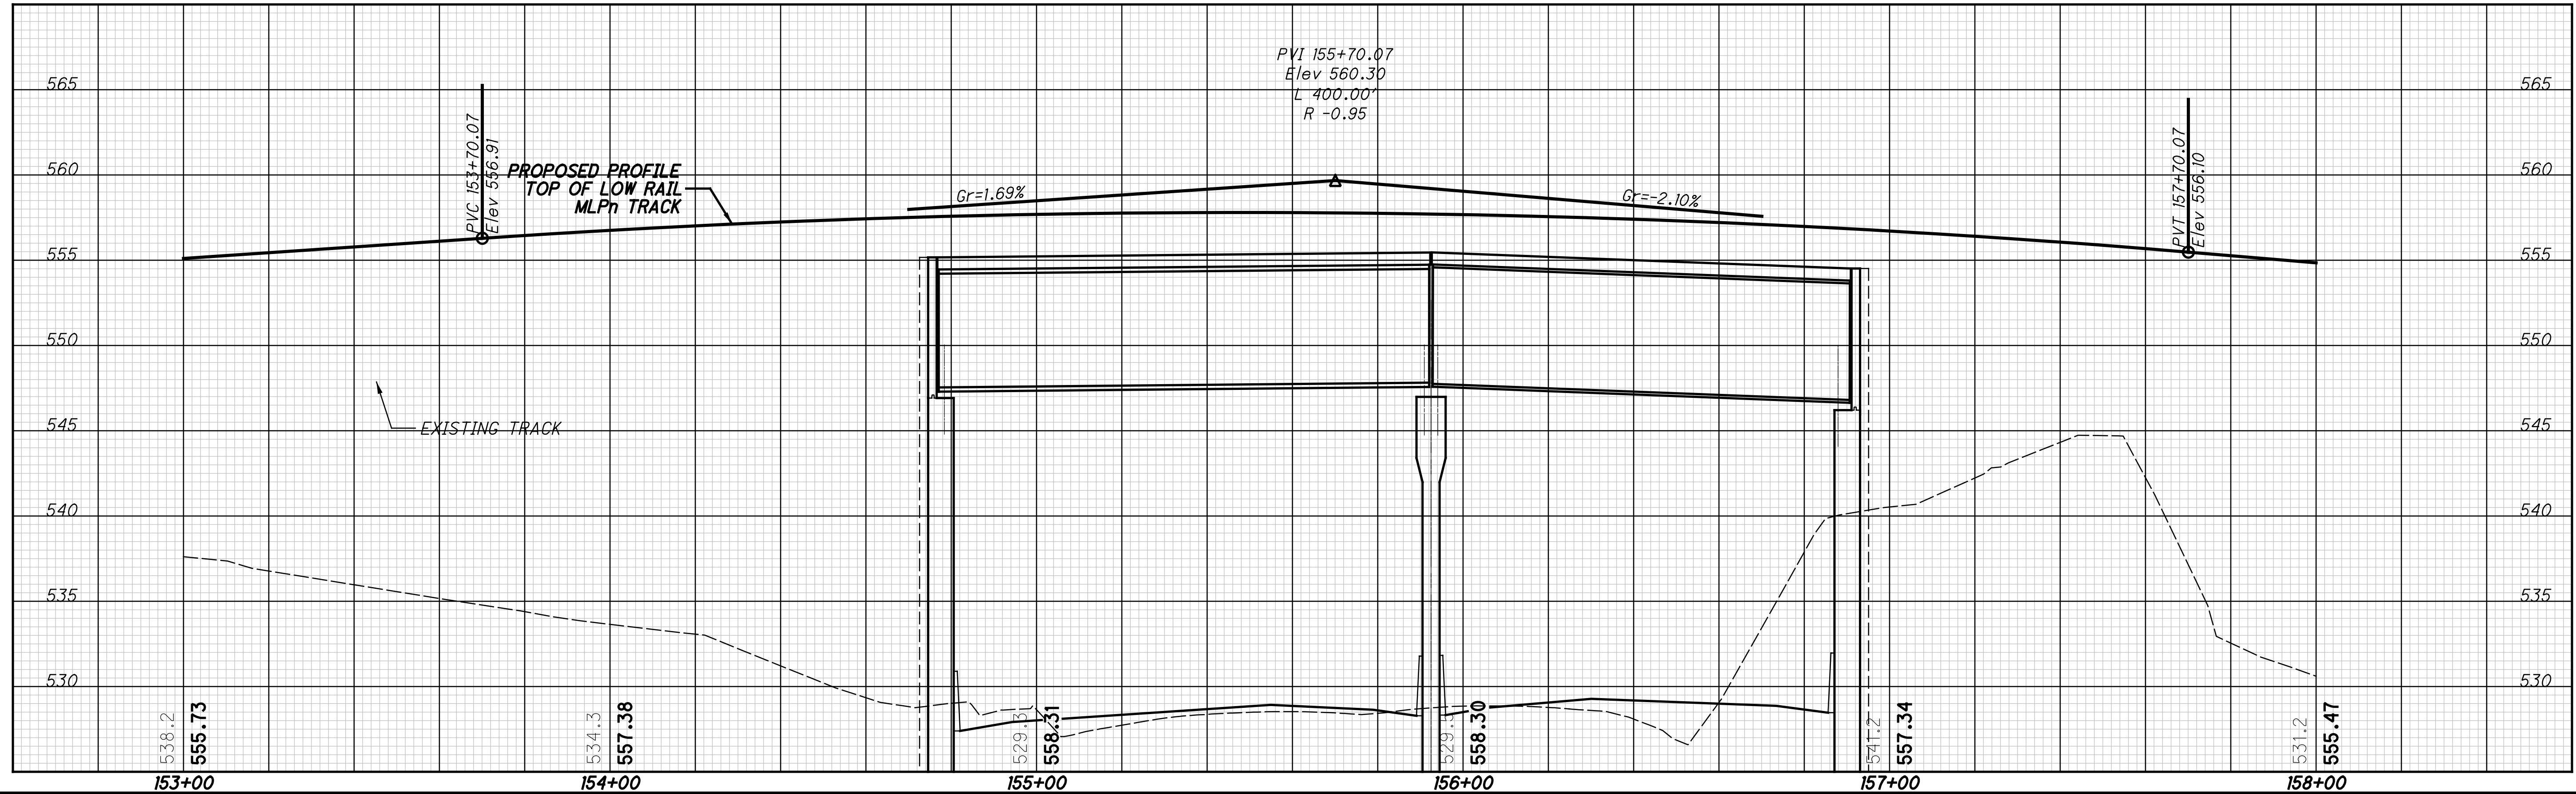 PVI 155+70.07
Elev 560.30
L 400.00'
R -0.95
565
565
PVC 153+70.07
Elev 556.91
PVT 157+70.07
Elev 556.10
560
PROPOSED PROFILE
TOP OF LOW RAIL
MLPn TRACK
Gr=1.69%
Gr=-2.10%
560
555
555
550
550
545
EXISTING TRACK
545
540
540
535
535
530
530
538.2
555.73
534.3
557.38
529.3
558.31
529.5
558.30
541.2
557.34
531.2
555.47
153+00
154+00
155+00
156+00
157+00
158+00